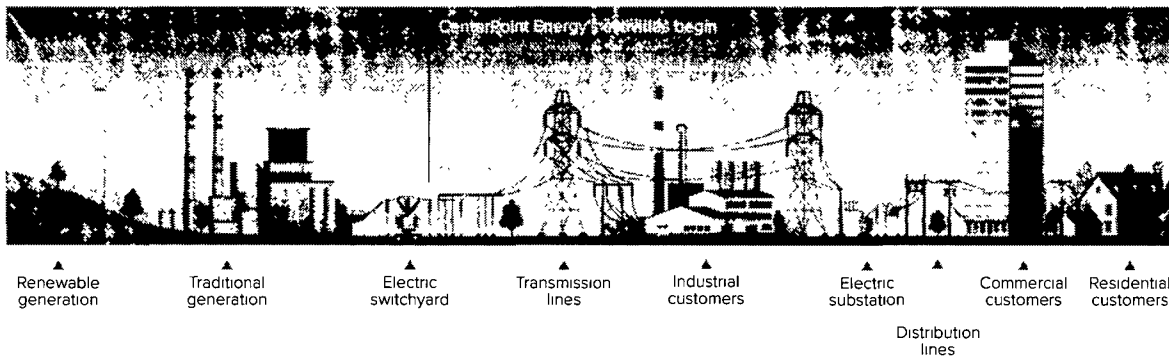 CenterPoint Energy's activities begin
Renewable
generation
Traditional
generation
Electric
switchyard
Transmission
lines
Industrial
customers
Electric
substation
Distribution
lines
Commercial
customers
Residential
customers